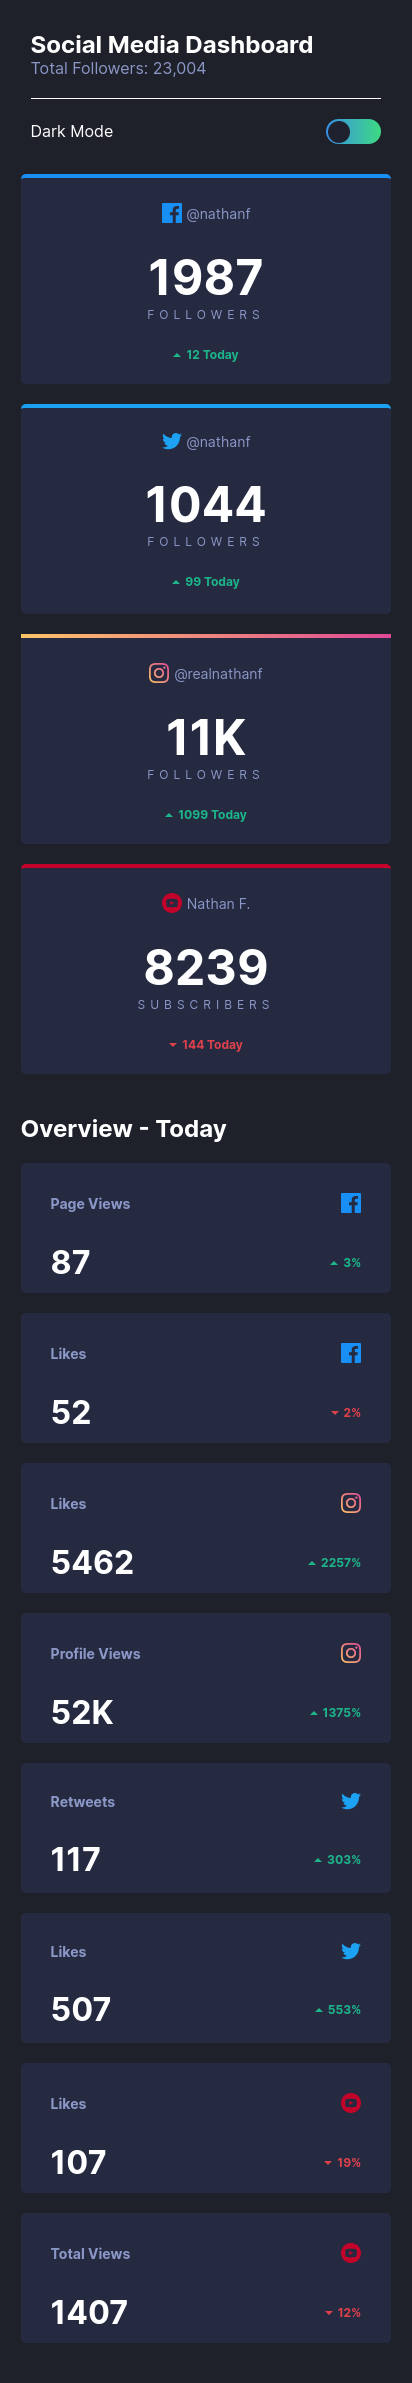 Social Media Dashboard
Total Followers: 23,004
Dark Mode
@nathanf
1987
FOLLOWERS
12 Today
@nathanf
1044
FOLLOWERS
99 Today
@realnathanf
11K
FOLLOWERS
1099 Today
Nathan F.
8239
SUBSCRIBERS
144 Today
Overview - Today
Page Views
87
3%
Likes
52
2%
Likes
5462
2257%
Profile Views
52K
1375%
Retweets
117
303%
Likes
507
553%
Likes
107
19%
Total Views
1407
12%